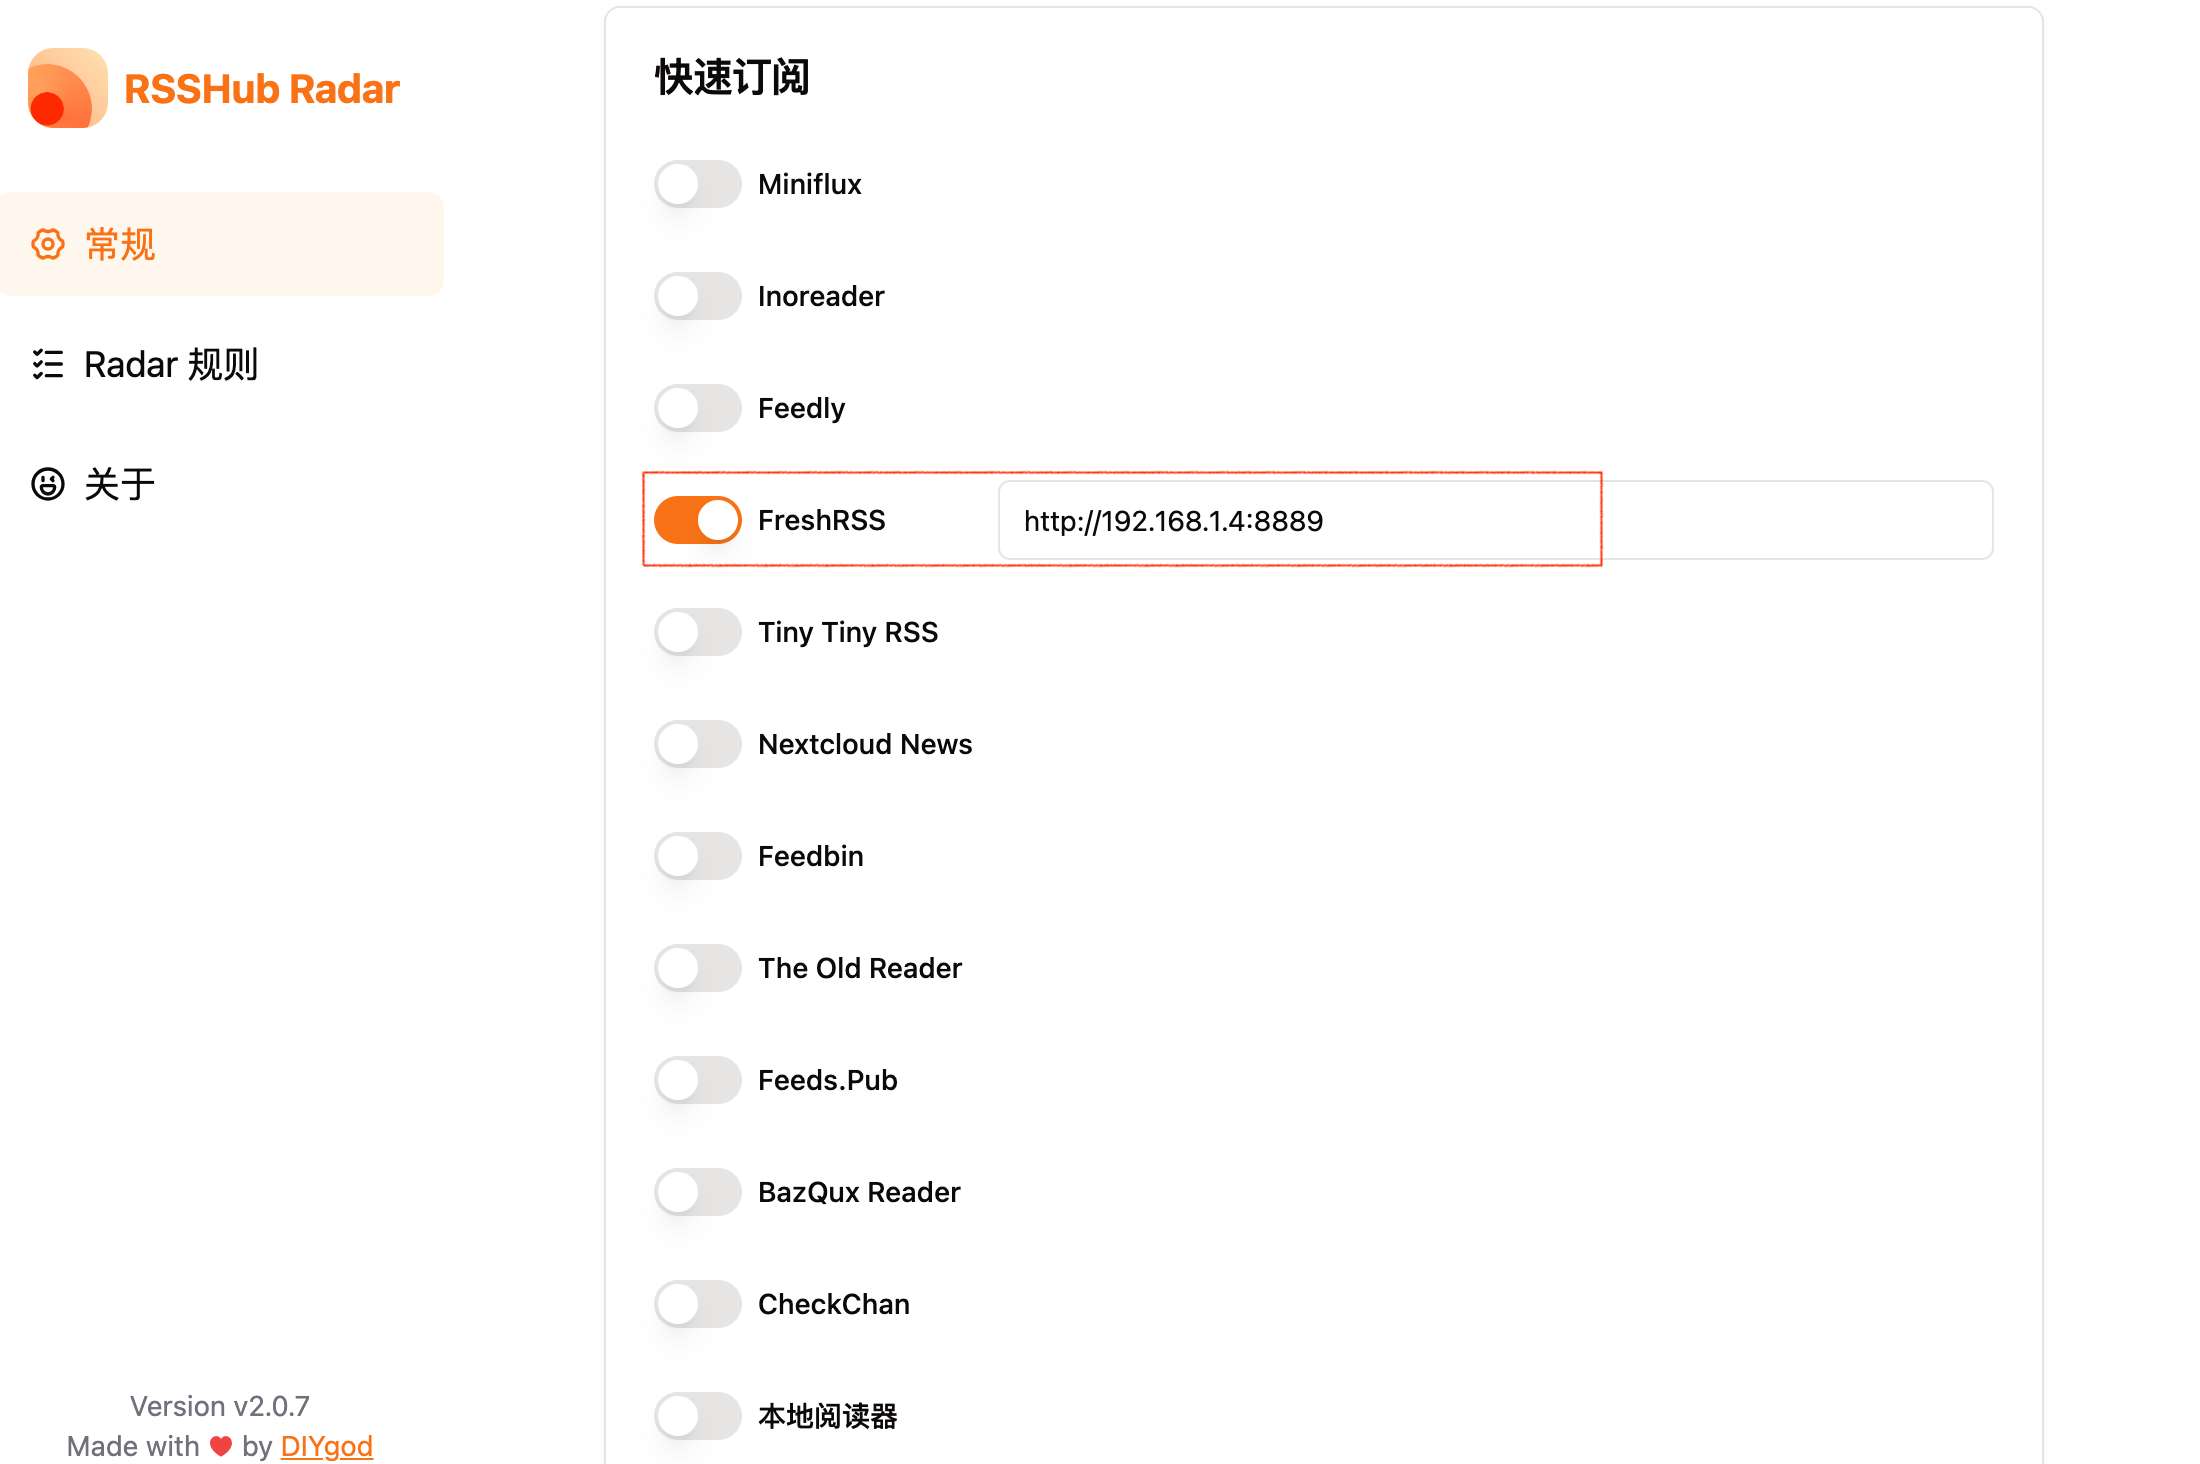 RSSHub Radar
常规
Radar 规则
关于
Version v2.0.7
Made with ❤ by DIYgod
快速订阅
Miniflux
Inoreader
Feedly
FreshRSS http://192.168.1.4:8889
Tiny Tiny RSS
Nextcloud News
Feedbin
The Old Reader
Feeds.Pub
BazQux Reader
CheckChan
本地阅读器